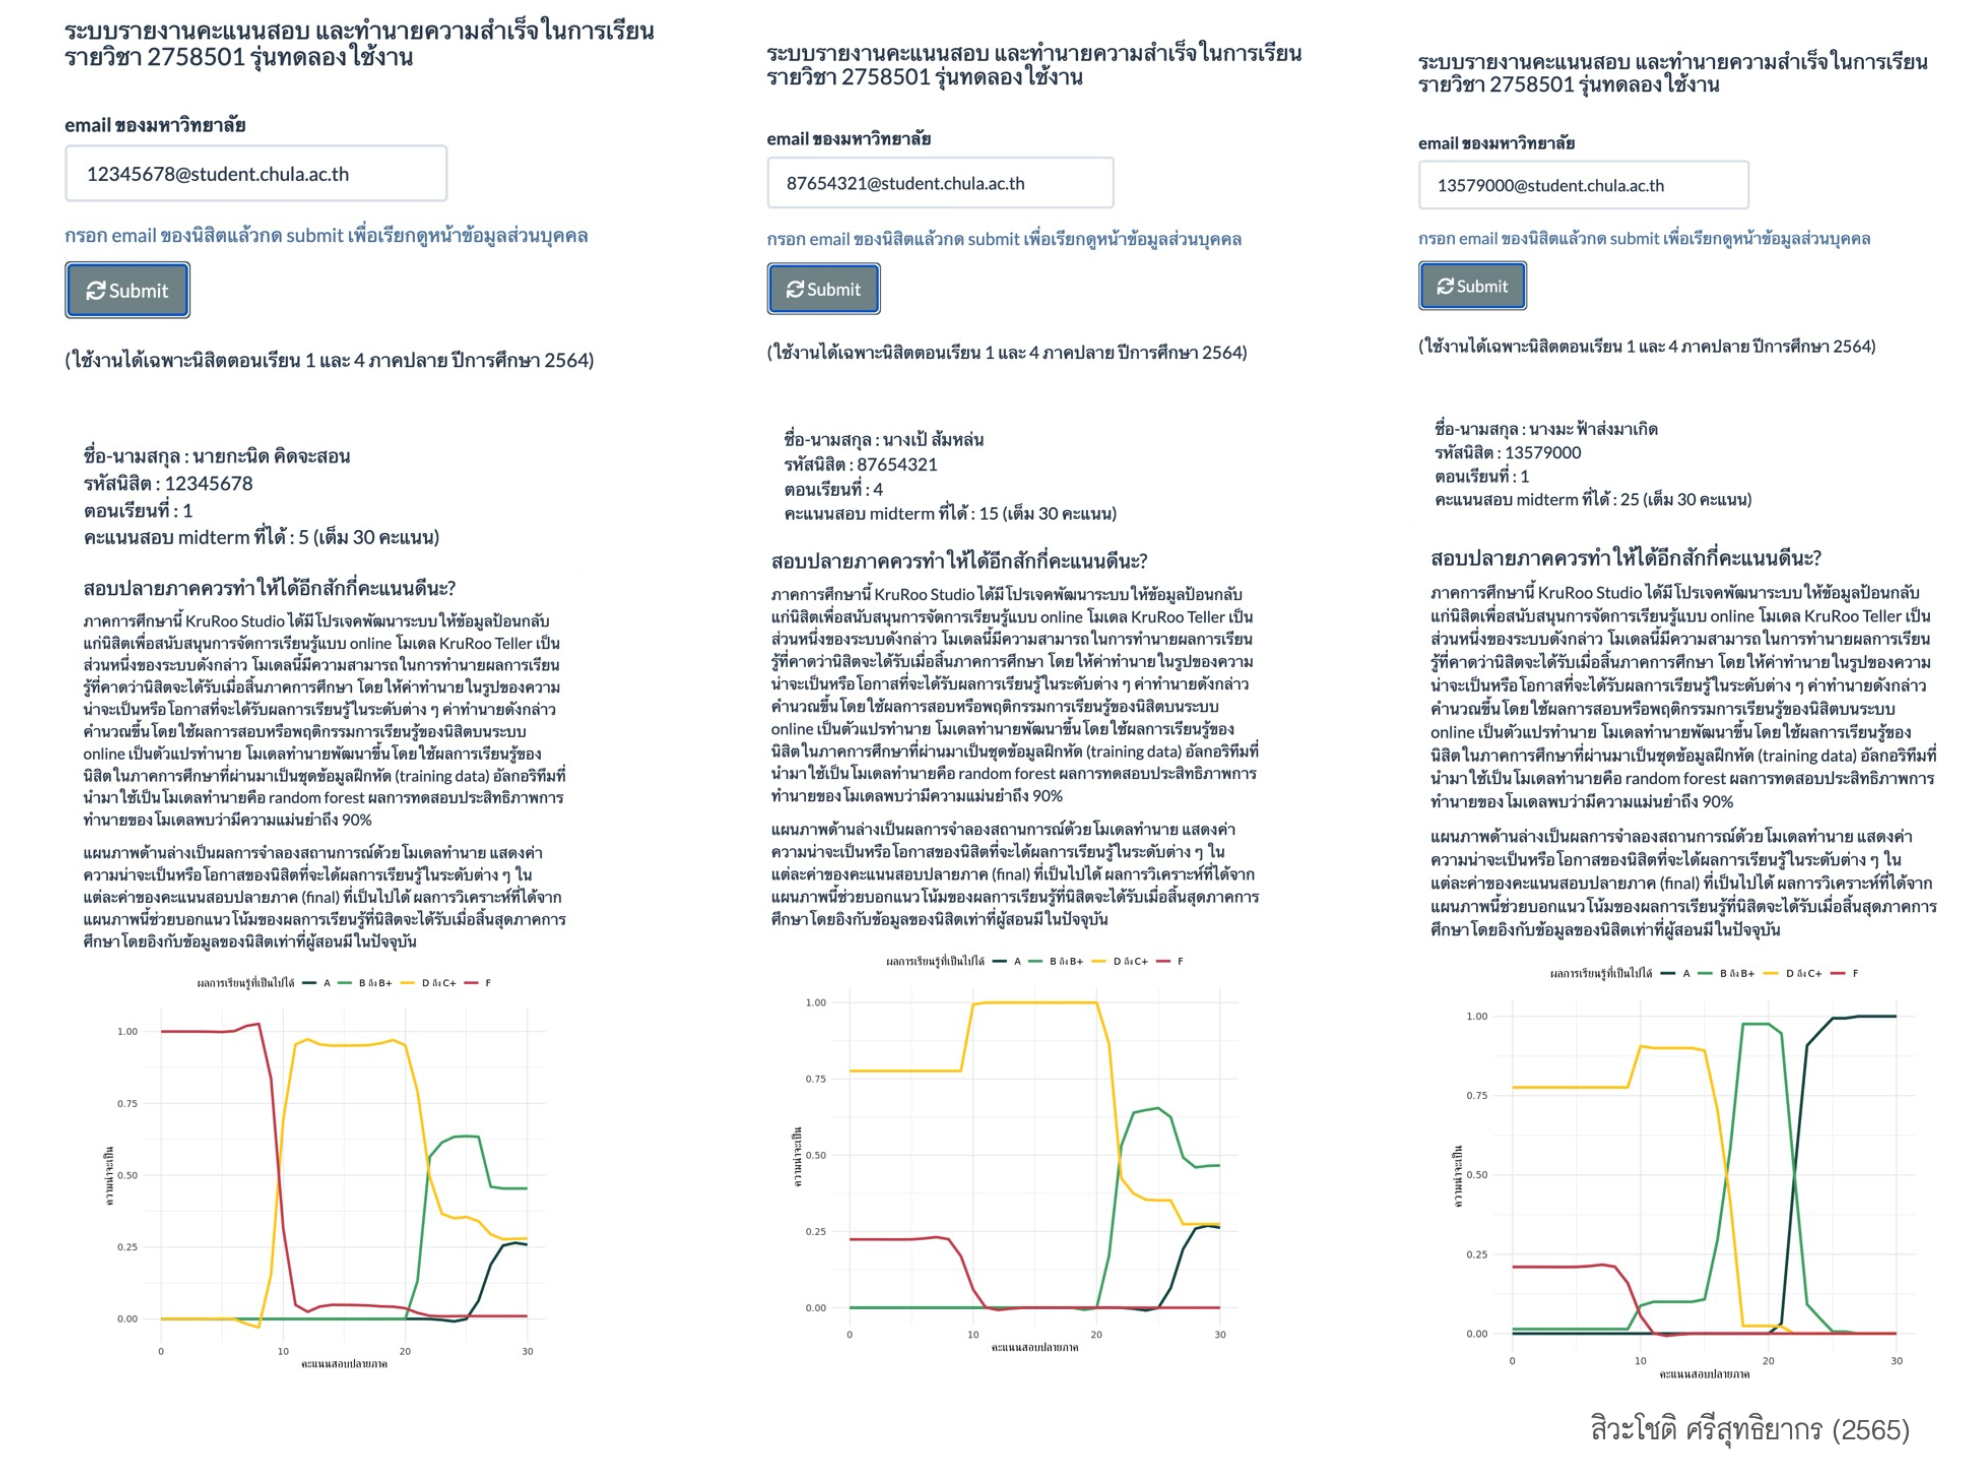 ระบบรายงานคะแนนสอบ และทำนายความสำเร็จในการเรียน
รายวิชา 2758501 รุ่นทดลองใช้งาน
email ของมหาวิทยาลัย
12345678@student.chula.ac.th
กรอก email ของนิสิตแล้วกด submit เพื่อเรียกดูหน้าข้อมูลส่วนบุคคล
Submit
(ใช้งานได้เฉพาะนิสิตตอนเรียน 1 และ 4 ภาคปลาย ปีการศึกษา 2564)
ชื่อ-นามสกุล : นายกะนิด คิดจะสอน
รหัสนิสิต : 12345678
ตอนเรียนที่ : 1
คะแนนสอบ midterm ที่ได้ : 5 (เต็ม 30 คะแนน)
สอบปลายภาคควรทำให้ได้อีกสักกี่คะแนนดีนะ?
ภาคการศึกษานี้ KruRoo Studio ได้มีโปรเจคพัฒนาระบบให้ข้อมูลป้อนกลับ
แก่นิสิตเพื่อสนับสนุนการจัดการเรียนรู้แบบ online โมเดล KruRoo Teller เป็น
ส่วนหนึ่งของระบบดังกล่าว โมเดลนี้มีความสามารถในการทำนายผลการเรียน
รู้ที่คาดว่านิสิตจะได้รับเมื่อสิ้นภาคการศึกษา โดยให้ค่าทำนายในรูปของความ
น่าจะเป็นหรือโอกาสที่จะได้รับผลการเรียนรู้ในระดับต่าง ๆ ค่าทำนายดังกล่าว
คำนวณขึ้นโดยใช้ผลการสอบหรือพฤติกรรมการเรียนรู้ของนิสิตบนระบบ
online เป็นตัวแปรทำนาย โมเดลทำนายพัฒนาขึ้นโดยใช้ผลการเรียนรู้ของ
นิสิตในภาคการศึกษาที่ผ่านมาเป็นชุดข้อมูลฝึกหัด (training data) อัลกอริทึมที่
นำมาใช้เป็นโมเดลทำนายคือ random forest ผลการทดสอบประสิทธิภาพการ
ทำนายของโมเดลพบว่ามีความแม่นยำถึง 90%
แผนภาพด้านล่างเป็นผลการจำลองสถานการณ์ด้วยโมเดลทำนาย แสดงค่า
ความน่าจะเป็นหรือโอกาสของนิสิตที่จะได้ผลการเรียนรู้ในระดับต่าง ๆ ใน
แต่ละค่าของคะแนนสอบปลายภาค (final) ที่เป็นไปได้ ผลการวิเคราะห์ที่ได้จาก
แผนภาพนี้ช่วยบอกแนวโน้มของผลการเรียนรู้ที่นิสิตจะได้รับเมื่อสิ้นสุดภาคการ
ศึกษาโดยอิงกับข้อมูลของนิสิตเท่าที่ผู้สอนมีในปัจจุบัน
ผลการเรียนรู้ที่เป็นไปได้ A B ถึง B+ D ถึง C+ F
1.00
0.75
0.50
0.25
0.00
ความน่าจะเป็น
0 10 20 30
คะแนนสอบปลายภาค
ระบบรายงานคะแนนสอบ และทำนายความสำเร็จในการเรียน
รายวิชา 2758501 รุ่นทดลองใช้งาน
email ของมหาวิทยาลัย
87654321@student.chula.ac.th
กรอก email ของนิสิตแล้วกด submit เพื่อเรียกดูหน้าข้อมูลส่วนบุคคล
Submit
(ใช้งานได้เฉพาะนิสิตตอนเรียน 1 และ 4 ภาคปลาย ปีการศึกษา 2564)
ชื่อ-นามสกุล : นางเป้ ส้มหล่น
รหัสนิสิต : 87654321
ตอนเรียนที่ : 4
คะแนนสอบ midterm ที่ได้ : 15 (เต็ม 30 คะแนน)
สอบปลายภาคควรทำให้ได้อีกสักกี่คะแนนดีนะ?
ภาคการศึกษานี้ KruRoo Studio ได้มีโปรเจคพัฒนาระบบให้ข้อมูลป้อนกลับ
แก่นิสิตเพื่อสนับสนุนการจัดการเรียนรู้แบบ online โมเดล KruRoo Teller เป็น
ส่วนหนึ่งของระบบดังกล่าว โมเดลนี้มีความสามารถในการทำนายผลการเรียน
รู้ที่คาดว่านิสิตจะได้รับเมื่อสิ้นภาคการศึกษา โดยให้ค่าทำนายในรูปของความ
น่าจะเป็นหรือโอกาสที่จะได้รับผลการเรียนรู้ในระดับต่าง ๆ ค่าทำนายดังกล่าว
คำนวณขึ้นโดยใช้ผลการสอบหรือพฤติกรรมการเรียนรู้ของนิสิตบนระบบ
online เป็นตัวแปรทำนาย โมเดลทำนายพัฒนาขึ้นโดยใช้ผลการเรียนรู้ของ
นิสิตในภาคการศึกษาที่ผ่านมาเป็นชุดข้อมูลฝึกหัด (training data) อัลกอริทึมที่
นำมาใช้เป็นโมเดลทำนายคือ random forest ผลการทดสอบประสิทธิภาพการ
ทำนายของโมเดลพบว่ามีความแม่นยำถึง 90%
แผนภาพด้านล่างเป็นผลการจำลองสถานการณ์ด้วยโมเดลทำนาย แสดงค่า
ความน่าจะเป็นหรือโอกาสของนิสิตที่จะได้ผลการเรียนรู้ในระดับต่าง ๆ ใน
แต่ละค่าของคะแนนสอบปลายภาค (final) ที่เป็นไปได้ ผลการวิเคราะห์ที่ได้จาก
แผนภาพนี้ช่วยบอกแนวโน้มของผลการเรียนรู้ที่นิสิตจะได้รับเมื่อสิ้นสุดภาคการ
ศึกษาโดยอิงกับข้อมูลของนิสิตเท่าที่ผู้สอนมีในปัจจุบัน
ผลการเรียนรู้ที่เป็นไปได้ A B ถึง B+ D ถึง C+ F
1.00
0.75
0.50
0.25
0.00
ความน่าจะเป็น
0 10 20 30
คะแนนสอบปลายภาค
ระบบรายงานคะแนนสอบ และทำนายความสำเร็จในการเรียน
รายวิชา 2758501 รุ่นทดลองใช้งาน
email ของมหาวิทยาลัย
13579000@student.chula.ac.th
กรอก email ของนิสิตแล้วกด submit เพื่อเรียกดูหน้าข้อมูลส่วนบุคคล
Submit
(ใช้งานได้เฉพาะนิสิตตอนเรียน 1 และ 4 ภาคปลาย ปีการศึกษา 2564)
ชื่อ-นามสกุล : นางมะ ฟ้าส่งมาเกิด
รหัสนิสิต : 13579000
ตอนเรียนที่ : 1
คะแนนสอบ midterm ที่ได้ : 25 (เต็ม 30 คะแนน)
สอบปลายภาคควรทำให้ได้อีกสักกี่คะแนนดีนะ?
ภาคการศึกษานี้ KruRoo Studio ได้มีโปรเจคพัฒนาระบบให้ข้อมูลป้อนกลับ
แก่นิสิตเพื่อสนับสนุนการจัดการเรียนรู้แบบ online โมเดล KruRoo Teller เป็น
ส่วนหนึ่งของระบบดังกล่าว โมเดลนี้มีความสามารถในการทำนายผลการเรียน
รู้ที่คาดว่านิสิตจะได้รับเมื่อสิ้นภาคการศึกษา โดยให้ค่าทำนายในรูปของความ
น่าจะเป็นหรือโอกาสที่จะได้รับผลการเรียนรู้ในระดับต่าง ๆ ค่าทำนายดังกล่าว
คำนวณขึ้นโดยใช้ผลการสอบหรือพฤติกรรมการเรียนรู้ของนิสิตบนระบบ
online เป็นตัวแปรทำนาย โมเดลทำนายพัฒนาขึ้นโดยใช้ผลการเรียนรู้ของ
นิสิตในภาคการศึกษาที่ผ่านมาเป็นชุดข้อมูลฝึกหัด (training data) อัลกอริทึมที่
นำมาใช้เป็นโมเดลทำนายคือ random forest ผลการทดสอบประสิทธิภาพการ
ทำนายของโมเดลพบว่ามีความแม่นยำถึง 90%
แผนภาพด้านล่างเป็นผลการจำลองสถานการณ์ด้วยโมเดลทำนาย แสดงค่า
ความน่าจะเป็นหรือโอกาสของนิสิตที่จะได้ผลการเรียนรู้ในระดับต่าง ๆ ใน
แต่ละค่าของคะแนนสอบปลายภาค (final) ที่เป็นไปได้ ผลการวิเคราะห์ที่ได้จาก
แผนภาพนี้ช่วยบอกแนวโน้มของผลการเรียนรู้ที่นิสิตจะได้รับเมื่อสิ้นสุดภาคการ
ศึกษาโดยอิงกับข้อมูลของนิสิตเท่าที่ผู้สอนมีในปัจจุบัน
ผลการเรียนรู้ที่เป็นไปได้ A B ถึง B+ D ถึง C+ F
1.00
0.75
0.50
0.25
0.00
ความน่าจะเป็น
0 10 20 30
คะแนนสอบปลายภาค
สิวะโชติ ศรีสุทธิยากร (2565)